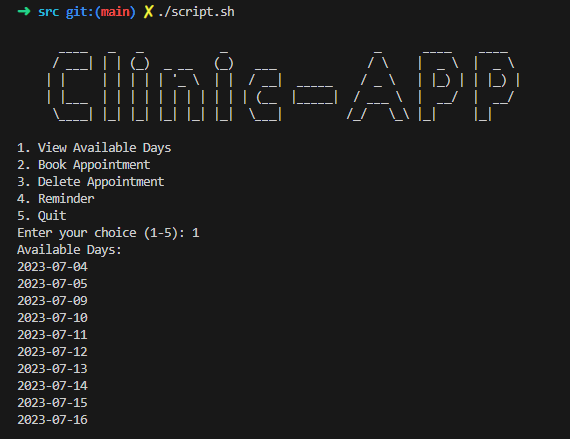 ➜ src git:(main) ✗ ./script.sh
Clinic-APP
1. View Available Days
2. Book Appointment
3. Delete Appointment
4. Reminder
5. Quit
Enter your choice (1-5): 1
Available Days:
2023-07-04
2023-07-05
2023-07-09
2023-07-10
2023-07-11
2023-07-12
2023-07-13
2023-07-14
2023-07-15
2023-07-16